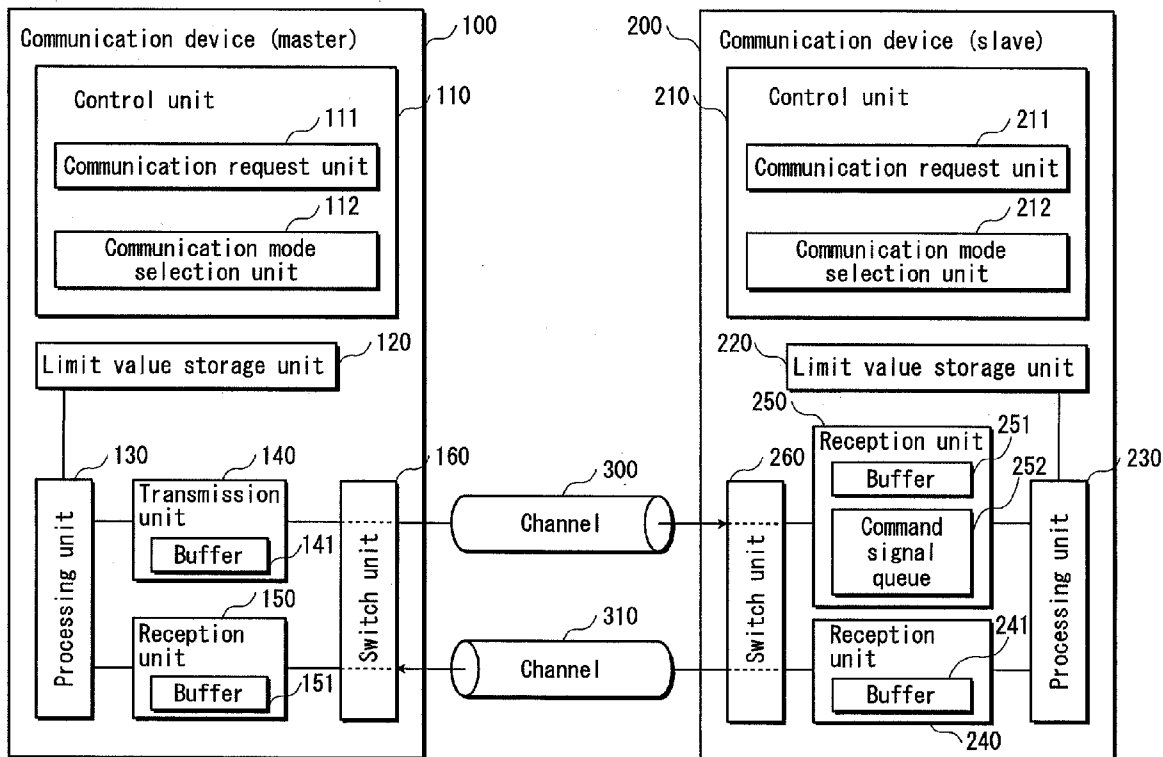 Communication device (master)
100
Control unit
110
111
Communication request unit
112
Communication mode
selection unit
Limit value storage unit
120
130
140
160
Processing unit
Transmission
unit
Buffer
141
150
Reception
unit
Buffer
151
Switch unit
300
Channel
310
Channel
200
Communication device (slave)
210
Control unit
211
Communication request unit
212
Communication mode
selection unit
220
Limit value storage unit
250
Reception unit
251
Buffer
252
Command
signal
queue
260
230
Switch unit
Reception
unit
241
Buffer
240
Processing unit